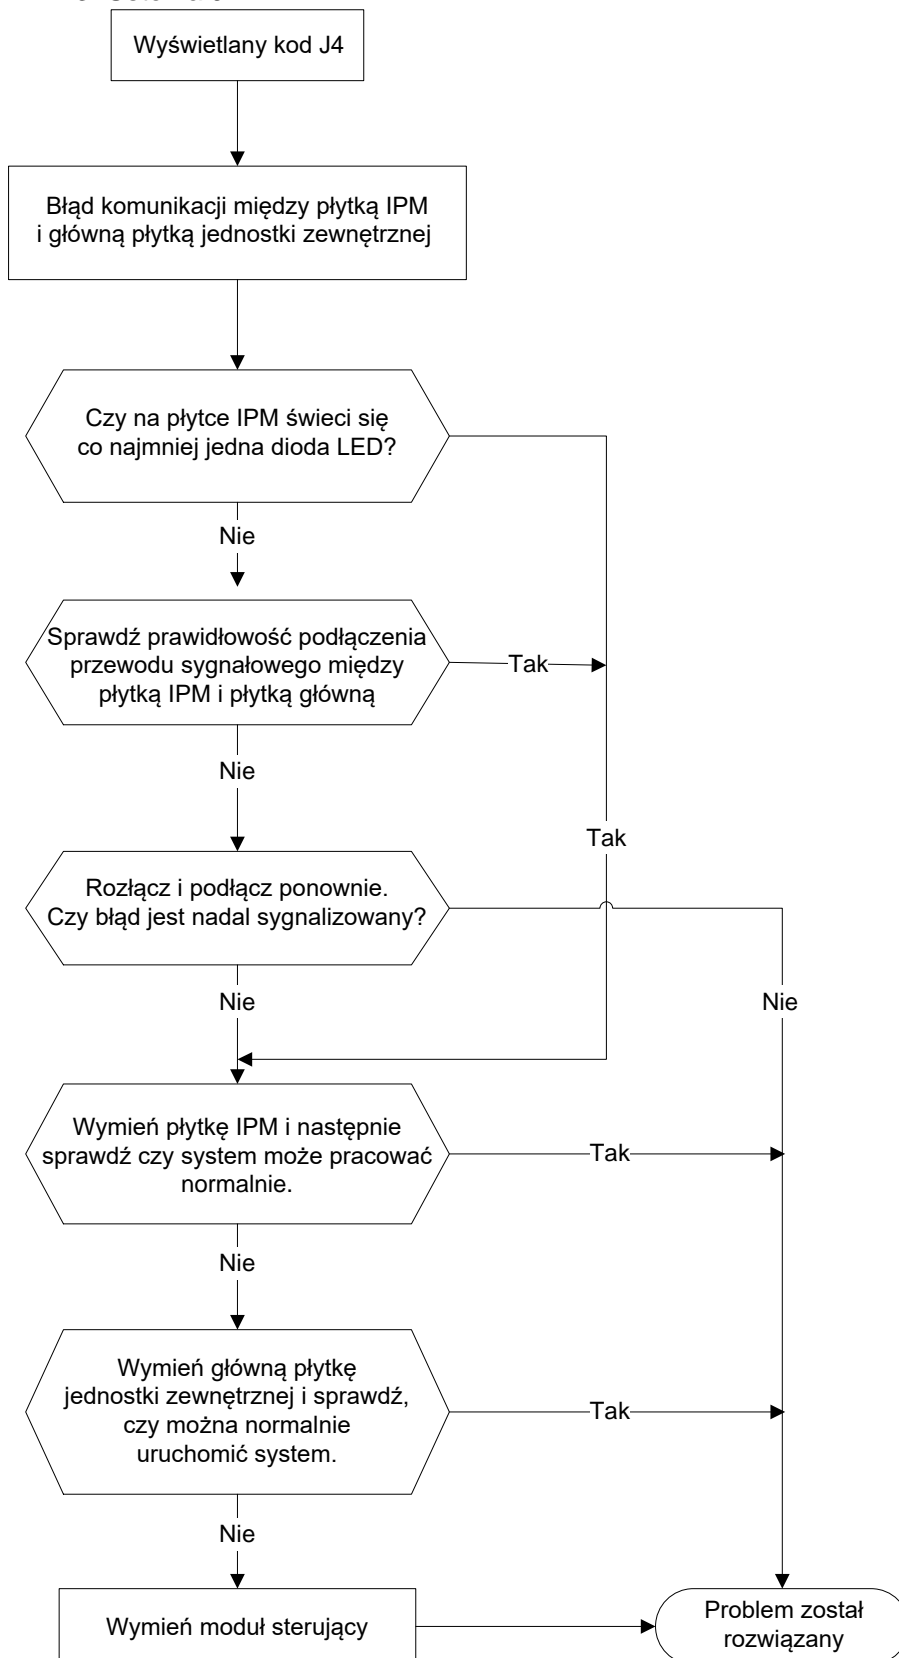 Wyświetlany kod J4
Błąd komunikacji między płytką IPM
i główną płytką jednostki zewnętrznej
Czy na płytce IPM świeci się
co najmniej jedna dioda LED?
Nie
Sprawdź prawidłowość podłączenia
przewodu sygnałowego między
płytką IPM i płytką główną
Tak
Nie
Tak
Rozłącz i podłącz ponownie.
Czy błąd jest nadal sygnalizowany?
Nie
Nie
Wymień płytkę IPM i następnie
sprawdź czy system może pracować
normalnie.
Tak
Nie
Wymień główną płytkę
jednostki zewnętrznej i sprawdź,
czy można normalnie
uruchomić system.
Tak
Nie
Wymień moduł sterujący
Problem został
rozwiązany